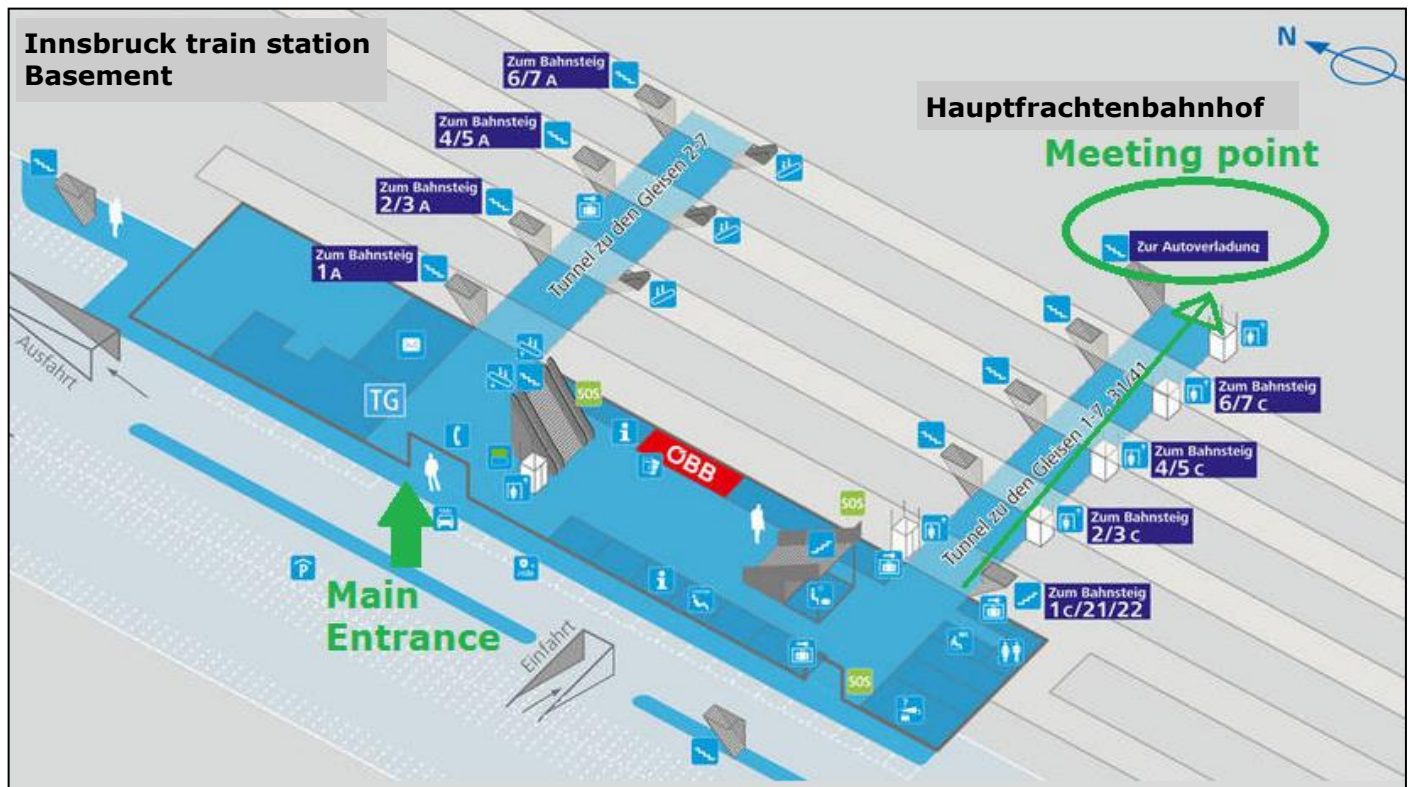 Innsbruck train station
Basement
N
Hauptfrachtenbahnhof
Meeting point
Zum Bahnsteig
6/7 A
Zum Bahnsteig
4/5 A
Zum Bahnsteig
2/3 A
Zum Bahnsteig
1 A
Tunnel zu den Gleisen 2-7
Zur Autoverladung
Zum Bahnsteig
6/7 C
Zum Bahnsteig
4/5 C
Zum Bahnsteig
2/3 C
Zum Bahnsteig
1 C/21/22
Tunnel zu den Gleisen 1-7, 31/41
Ausfahrt
TG
SOS
i
ÖBB
SOS
P
i
Main
Entrance
Einfahrt
SOS